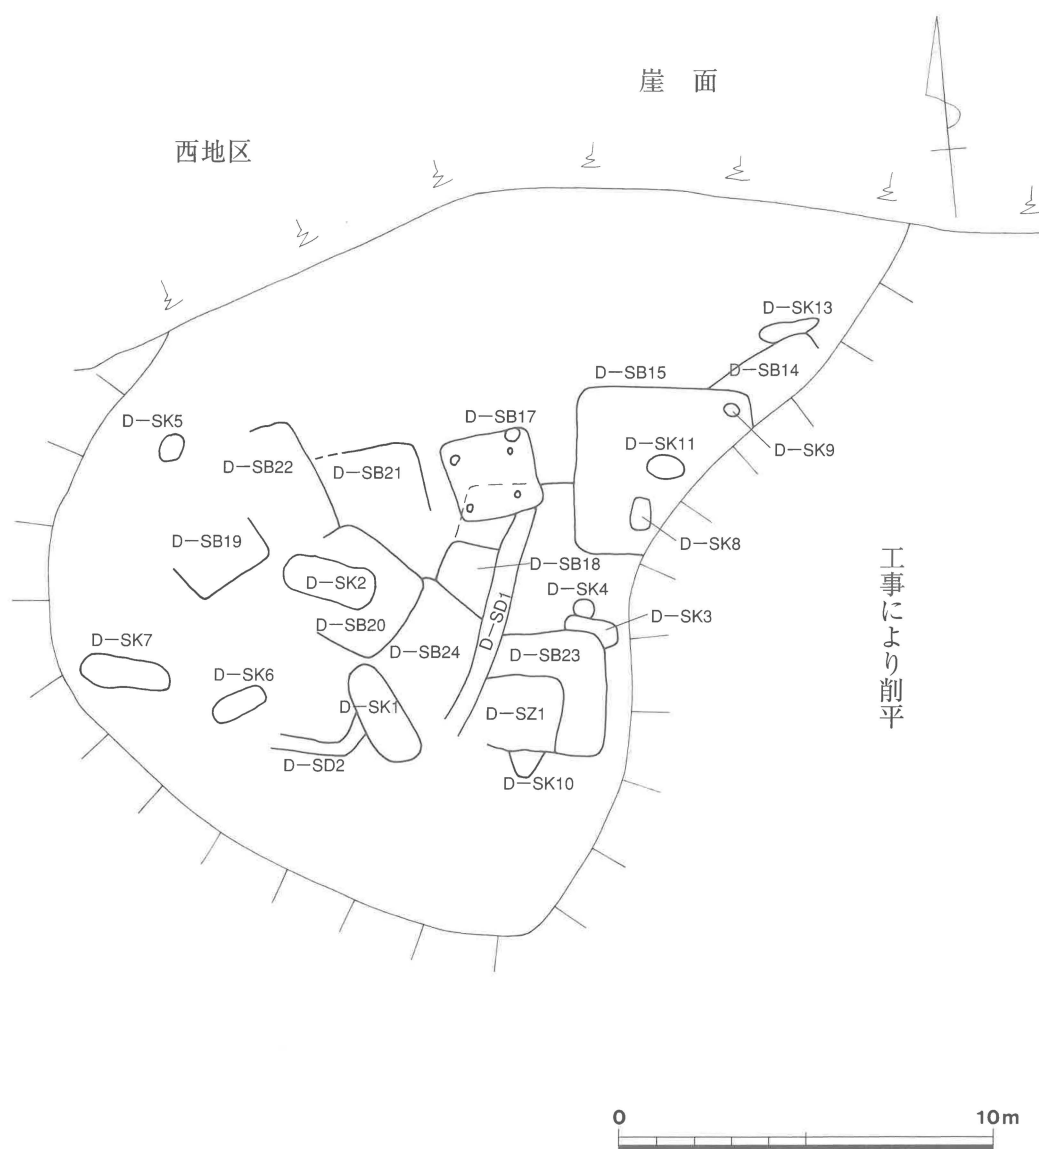 崖 面
西地区
D-SK13
D-SB15
D-SB14
D-SK5
D-SB17
D-SK9
D-SK11
D-SB22
D-SB21
D-SB19
D-SK8
D-SB18
D-SK2
D-SK4
D-SK3
D-SD1
D-SB20
D-SB24
D-SB23
D-SK7
D-SK6
D-SK1
D-SZ1
D-SD2
D-SK10
工事により削平
0 10m